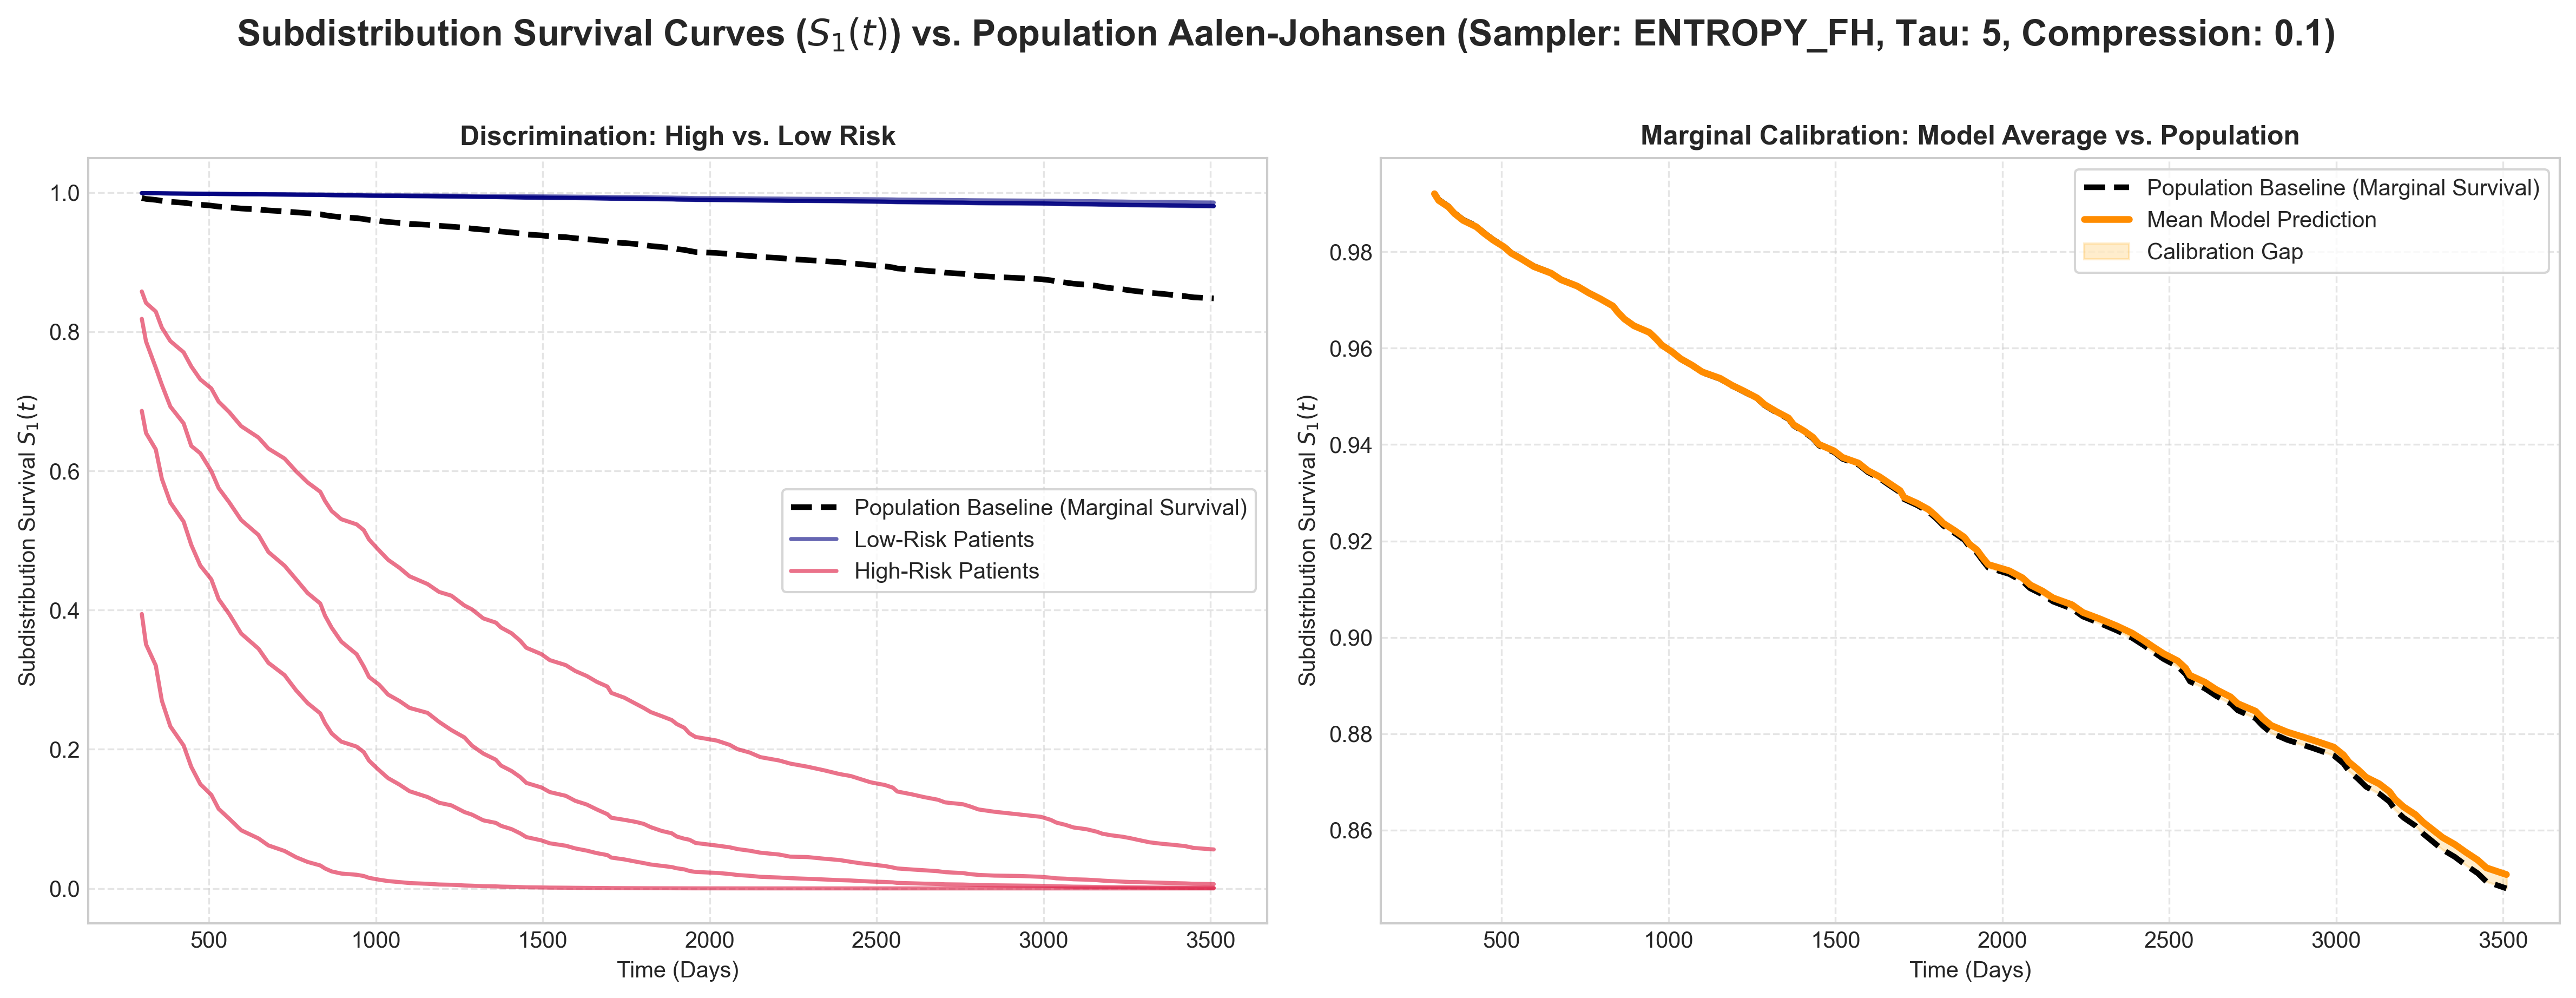 Subdistribution Survival Curves (S₁(t)) vs. Population Aalen-Johansen (Sampler: ENTROPY_FH, Tau: 5, Compression: 0.1)
Discrimination: High vs. Low Risk
Subdistribution Survival S₁(t)
1.0
0.8
0.6
0.4
0.2
0.0
Population Baseline (Marginal Survival)
Low-Risk Patients
High-Risk Patients
500 1000 1500 2000 2500 3000 3500
Time (Days)
Marginal Calibration: Model Average vs. Population
Subdistribution Survival S₁(t)
0.98
0.96
0.94
0.92
0.90
0.88
0.86
Population Baseline (Marginal Survival)
Mean Model Prediction
Calibration Gap
500 1000 1500 2000 2500 3000 3500
Time (Days)